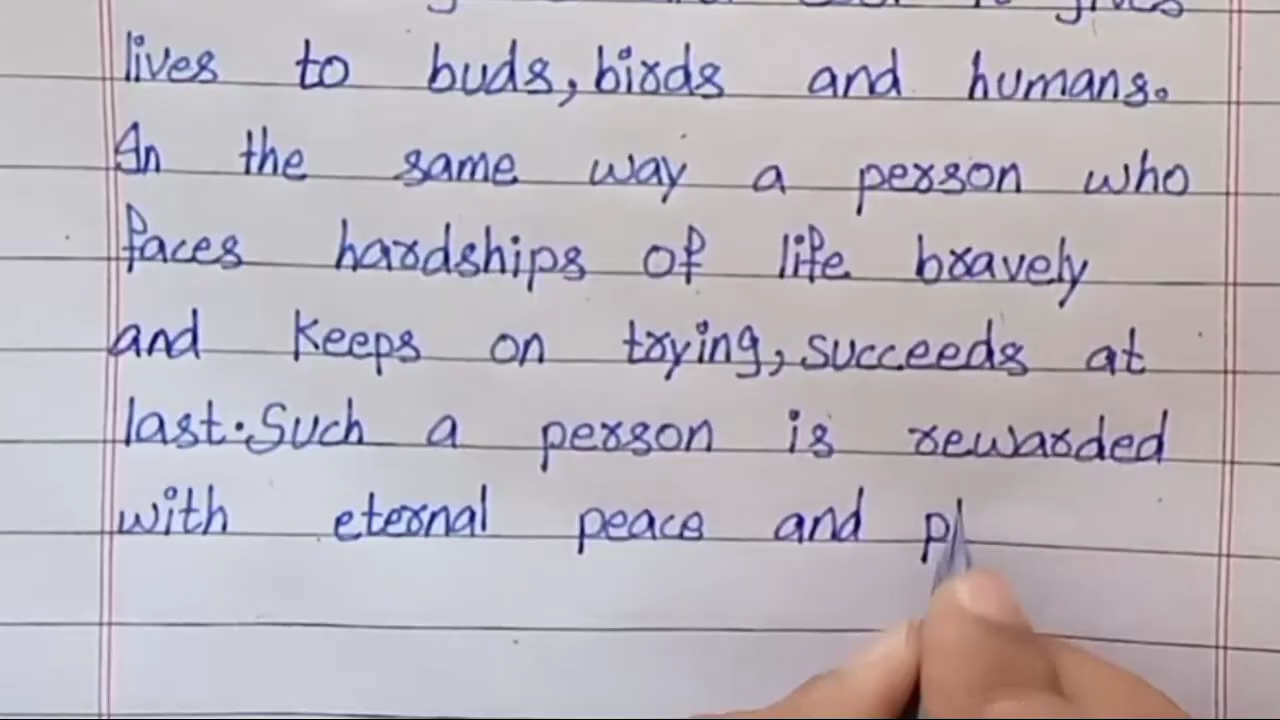 lives to buds, birds and humans.
In the same way a person who
faces hardships of life bravely
and keeps on trying, succeeds at
last. Such a person is rewarded
with eternal peace and